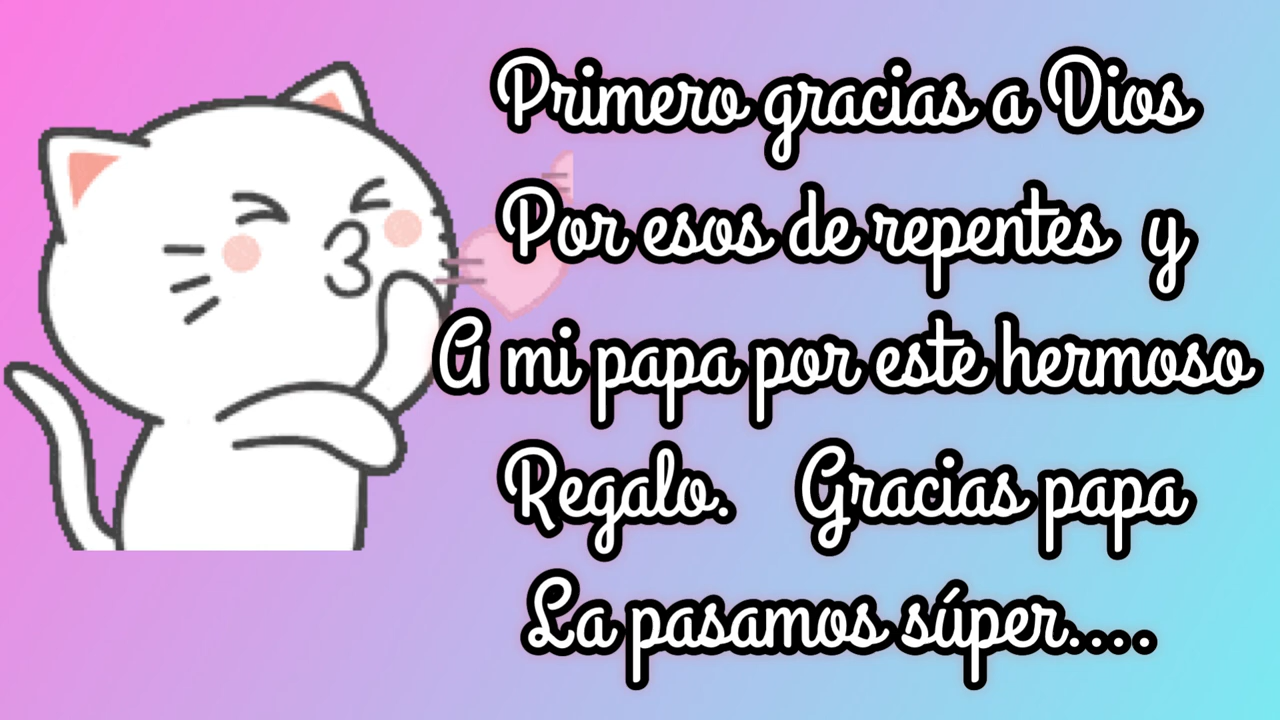 Primero gracias a Dios
Por esos de repentes y
A mi papa por este hermoso
Regalo. Gracias papa
La pasamos súper....